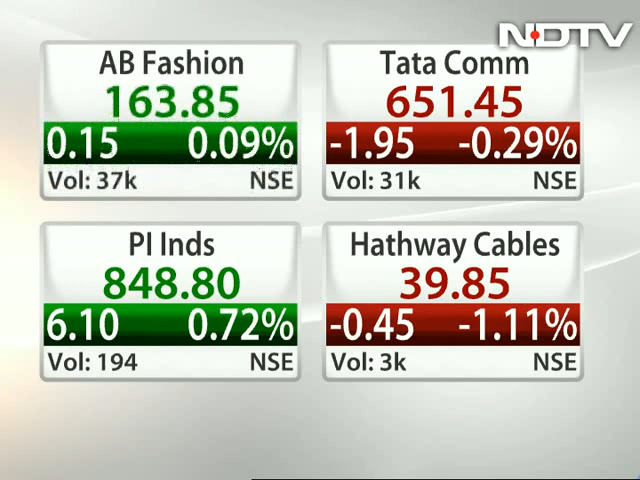 NDTV
AB Fashion
163.85
0.15 0.09%
Vol: 37k NSE
Tata Comm
651.45
-1.95 -0.29%
Vol: 31k NSE
PI Inds
848.80
6.10 0.72%
Vol: 194 NSE
Hathway Cables
39.85
-0.45 -1.11%
Vol: 3k NSE